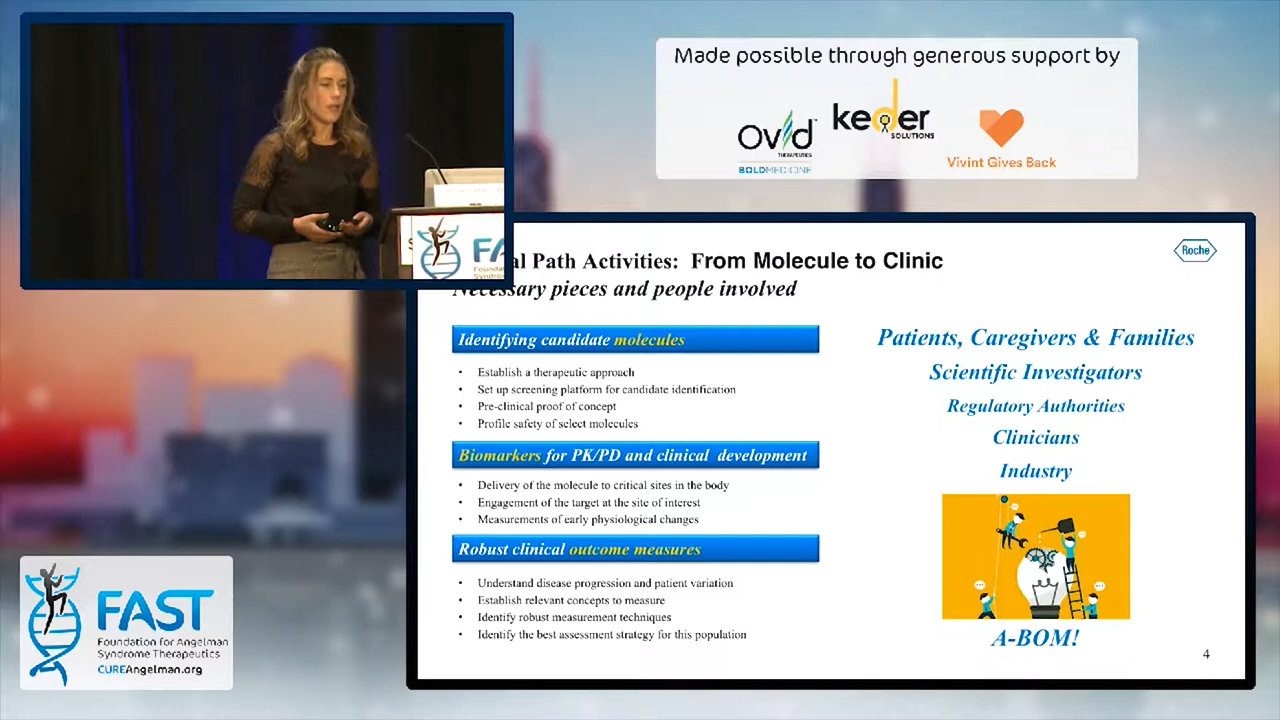 Made possible through generous support by
Ovid
THERAPEUTICS
BOLDMEDICINE
keder
SOLUTIONS
Vivint Gives Back
FA
Founda
Syndro
al Path Activities: From Molecule to Clinic
Necessary pieces and people involved
Roche
Identifying candidate molecules
• Establish a therapeutic approach
• Set up screening platform for candidate identification
• Pre-clinical proof of concept
• Profile safety of select molecules
Biomarkers for PK/PD and clinical development
• Delivery of the molecule to critical sites in the body
• Engagement of the target at the site of interest
• Measurements of early physiological changes
Robust clinical outcome measures
• Understand disease progression and patient variation
• Establish relevant concepts to measure
• Identify robust measurement techniques
• Identify the best assessment strategy for this population
Patients, Caregivers & Families
Scientific Investigators
Regulatory Authorities
Clinicians
Industry
A-BOM!
4
FAST
Foundation for Angelman
Syndrome Therapeutics
CUREAngelman.org